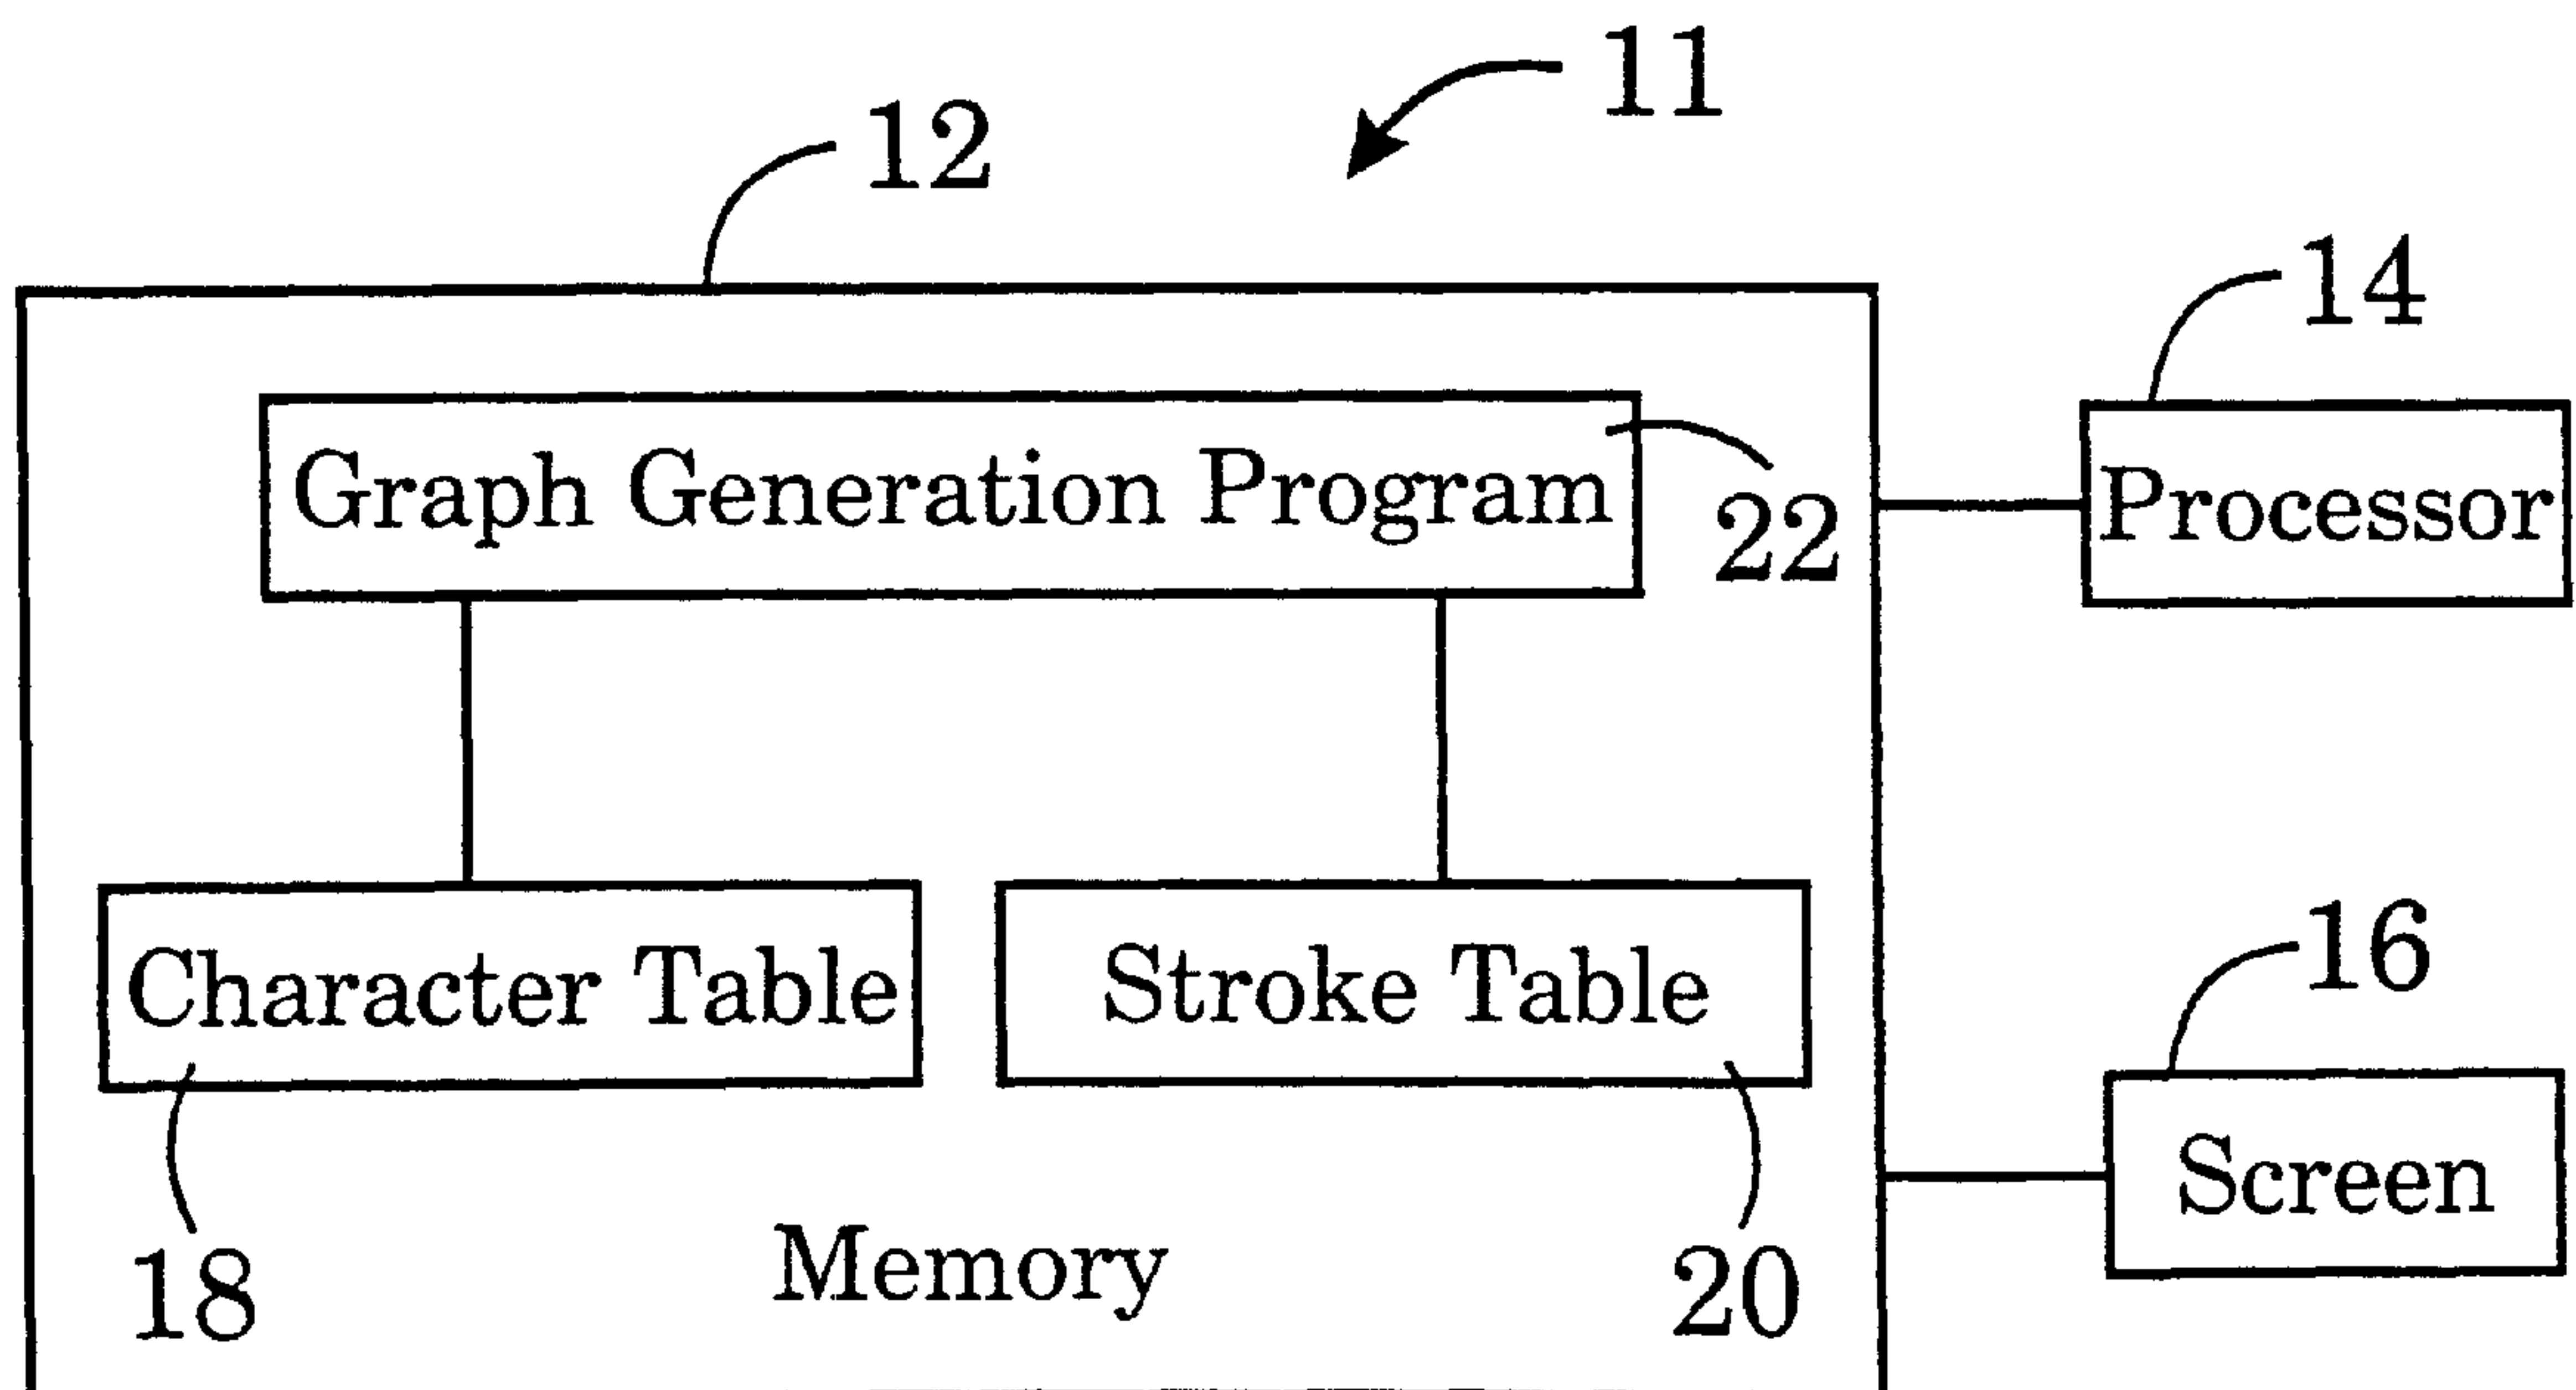 11
12
14
Graph Generation Program
22
Processor
Character Table
Stroke Table
16
Screen
18
Memory
20